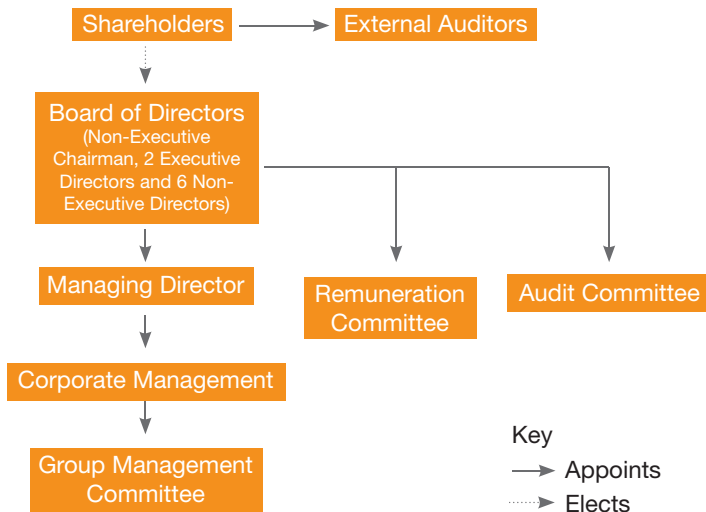 Shareholders
External Auditors
Board of Directors
(Non-Executive
Chairman, 2 Executive
Directors and 6 Non-
Executive Directors)
Managing Director
Remuneration
Committee
Audit Committee
Corporate Management
Group Management
Committee
Key
Appoints
Elects